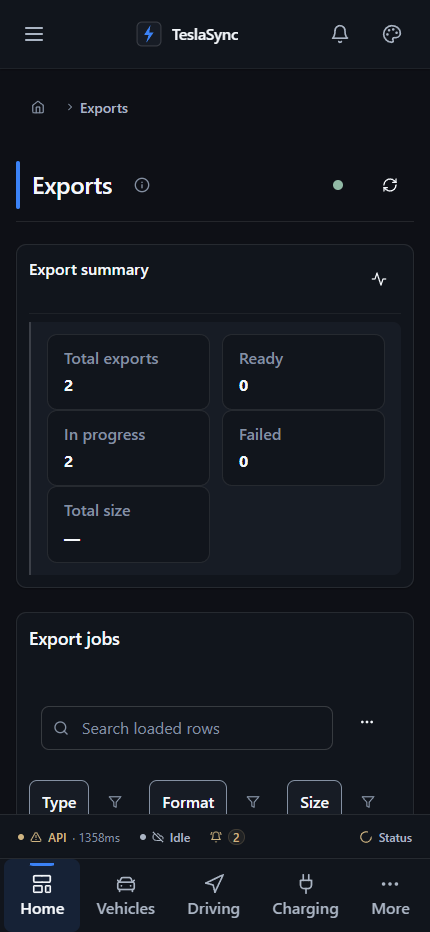 TeslaSync
Exports
Exports
Export summary
Total exports
2
Ready
0
In progress
2
Failed
0
Total size
—
Export jobs
Search loaded rows
Type
Format
Size
API · 1358ms
Idle
2
Status
Home
Vehicles
Driving
Charging
More